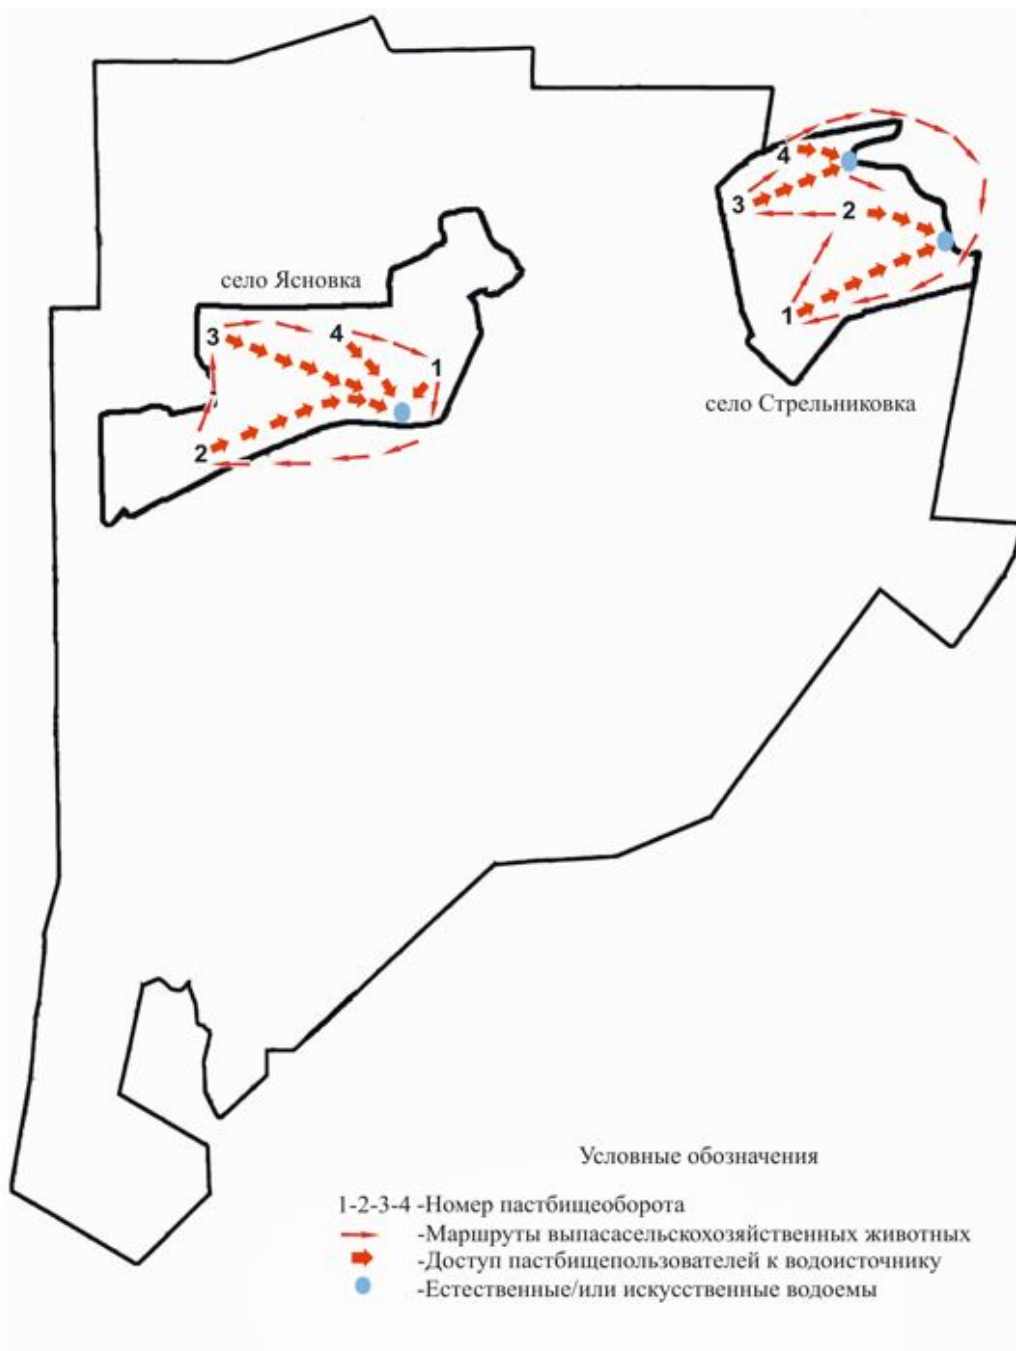 4
3
2
село Ясновка
1
3
4
1
село Стрельниковка
2
Условные обозначения
1-2-3-4 -Номер пастбищеоборота
-Маршруты выпасасельскохозяйственных животных
-Доступ пастбищепользователей к водоисточнику
-Естественные/или искусственные водоемы